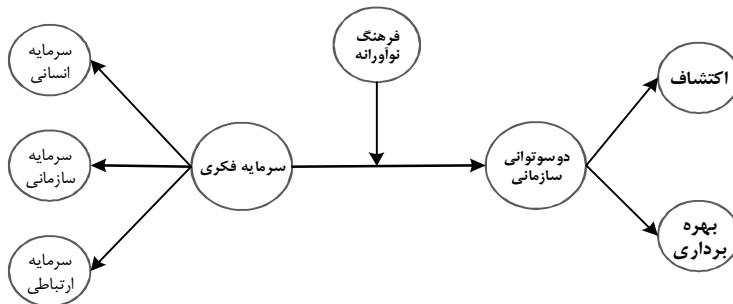 فرهنگ
نوآورانه
سرمایه
انسانی
اکتشاف
سرمایه
سازمانی
سرمایه فکری
دوسوتوانی
سازمانی
بهره
برداری
سرمایه
ارتباطی